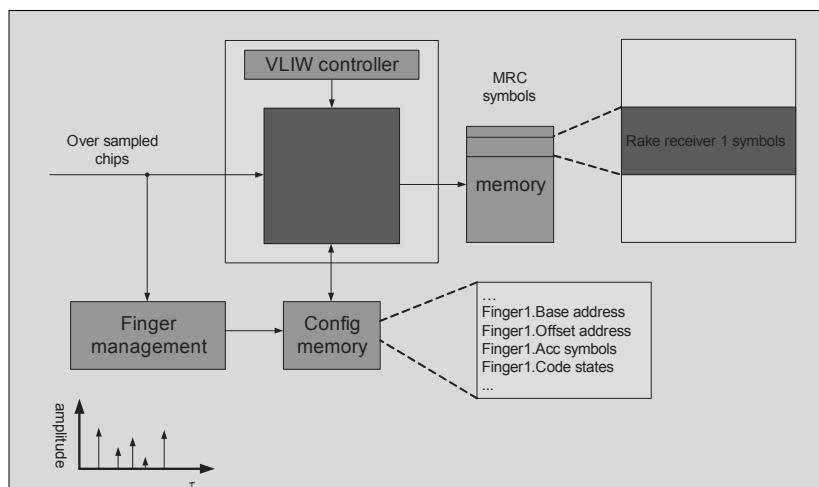 VLIW controller
MRC
symbols
Over sampled
chips
Rake receiver 1 symbols
memory
Finger
management
Config
memory
...
Finger1.Base address
Finger1.Offset address
Finger1.Acc symbols
Finger1.Code states
...
amplitude
τ